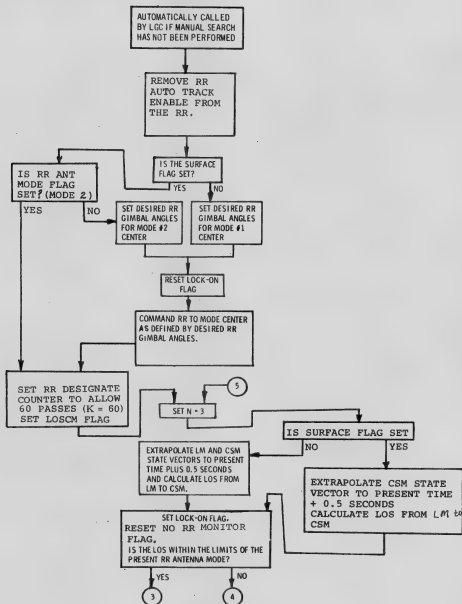 AUTOMATICALLY CALLED
BY LGC IF MANUAL SEARCH
HAS NOT BEEN PERFORMED
REMOVE RR
AUTO TRACK
ENABLE FROM
THE RR.
IS THE SURFACE
FLAG SET?
YES
NO
IS RR ANT
MODE FLAG
SET? (MODE 2)
YES
NO
SET DESIRED RR
GIMBAL ANGLES
FOR MODE #2
CENTER
SET DESIRED RR
GIMBAL ANGLES
FOR MODE #1
CENTER
RESET LOCK-ON
FLAG
COMMAND RR TO MODE CENTER
AS DEFINED BY DESIRED RR
GIMBAL ANGLES.
SET RR DESIGNATE
COUNTER TO ALLOW
60 PASSES (K = 60)
SET LOSCM FLAG
5
SET N = 3
IS SURFACE FLAG SET
NO
YES
EXTRAPOLATE LM AND CSM
STATE VECTORS TO PRESENT
TIME PLUS 0.5 SECONDS
AND CALCULATE LOS FROM
LM TO CSM.
EXTRAPOLATE CSM STATE
VECTOR TO PRESENT TIME
+ 0.5 SECONDS
CALCULATE LOS FROM LM to
CSM
SET LOCK-ON FLAG.
RESET NO RR MONITOR
FLAG.
IS THE LOS WITHIN THE LIMITS OF THE
PRESENT RR ANTENNA MODE?
YES
NO
3
4